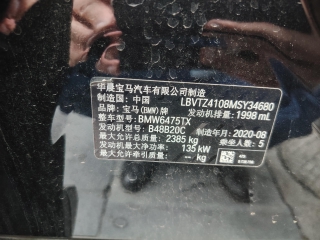 华晨宝马汽车有限公司制造
制造国: 中国 LBVTZ4108MSY34680
品牌: 宝马(BMW)牌 发动机排量: 1998 mL
整车型号: BMW6475TX
发动机型号: B48B20C 制造年月: 2020-08
最大允许总质量: 2385 kg 乘坐人数: 5
发动机最大净功率: 135 kW
最大允许牵引质量: -- kg